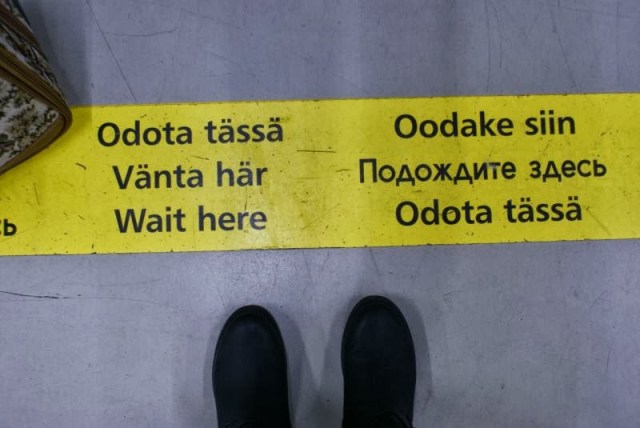 Odota tässä
Vänta här
Wait here
Oodake siin
Подождите здесь
Odota tässä